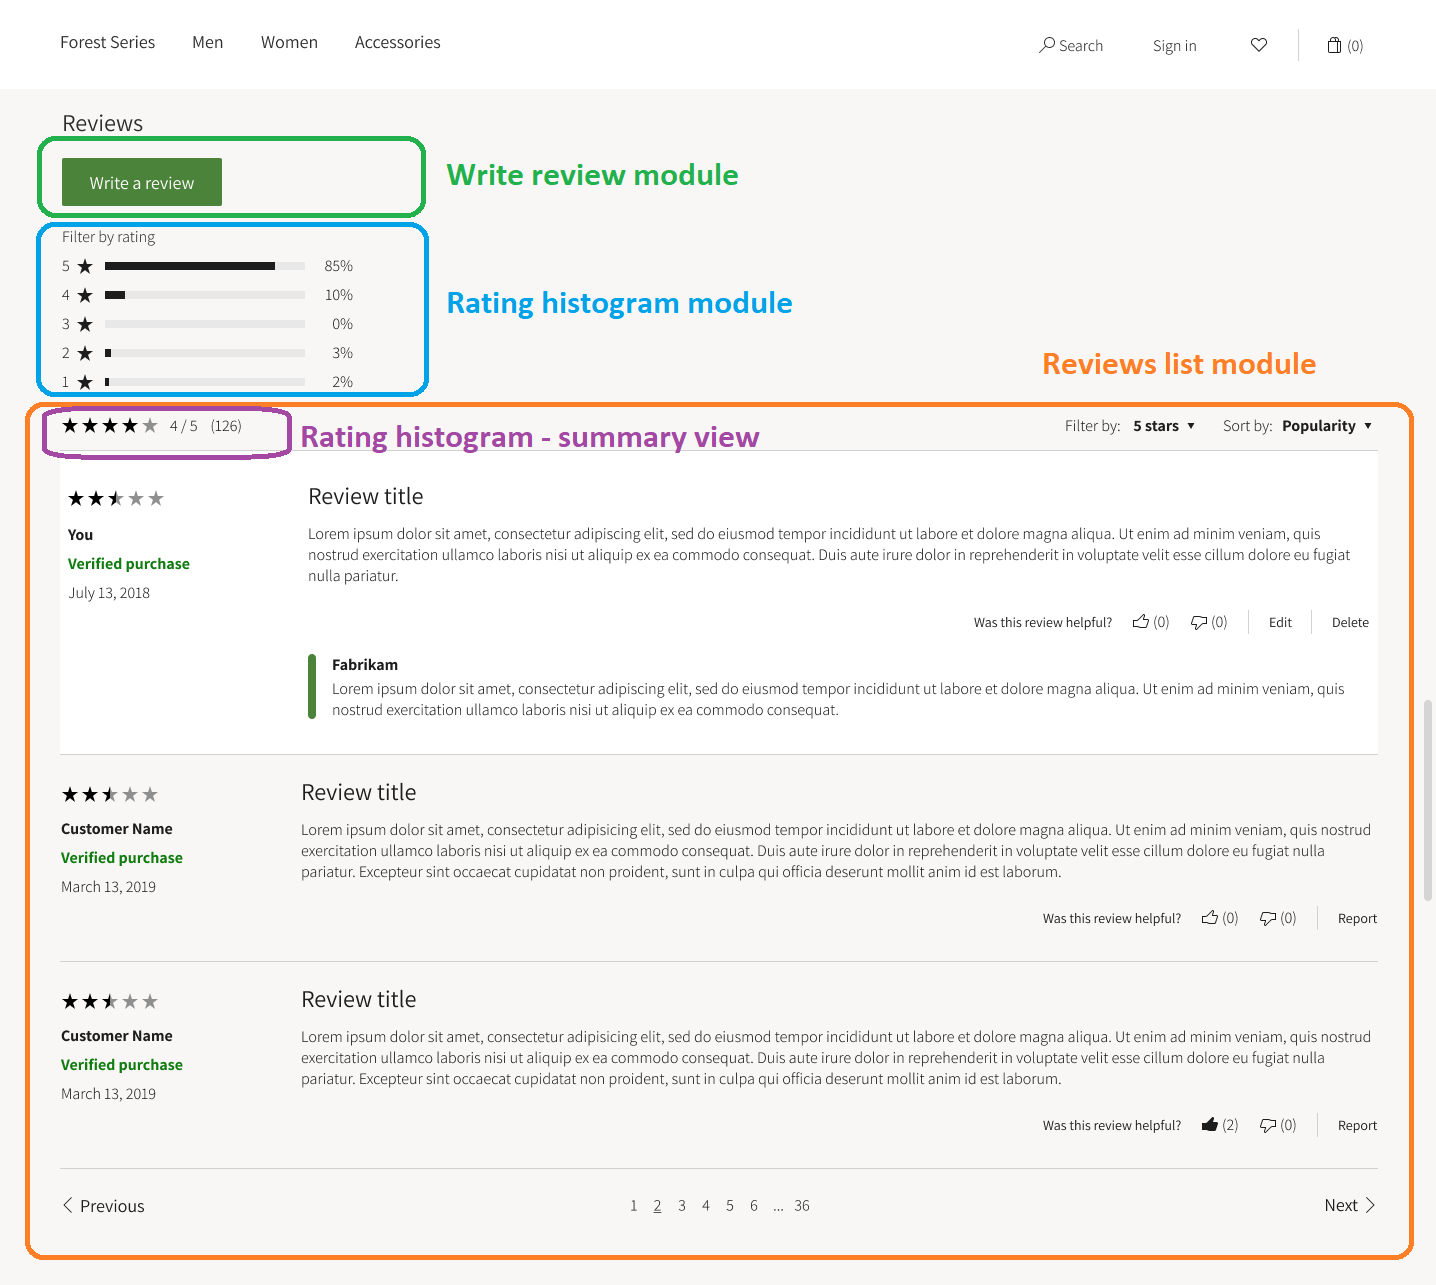 Forest Series Men Women Accessories Search Sign in (0)
Reviews
Write a review
Write review module
Filter by rating
5 85%
4 10%
Rating histogram module
3 0%
2 3%
1 2%
Reviews list module
4 / 5 (126)
Rating histogram - summary view
Filter by: 5 stars Sort by: Popularity
Review title
You
Verified purchase
July 13, 2018
Lorem ipsum dolor sit amet, consectetur adipiscing elit, sed do eiusmod tempor incididunt ut labore et dolore magna aliqua. Ut enim ad minim veniam, quis
nostrud exercitation ullamco laboris nisi ut aliquip ex ea commodo consequat. Duis aute irure dolor in reprehenderit in voluptate velit esse cillum dolore eu fugiat
nulla pariatur.
Was this review helpful? (0) (0) Edit Delete
Fabrikam
Lorem ipsum dolor sit amet, consectetur adipiscing elit, sed do eiusmod tempor incididunt ut labore et dolore magna aliqua. Ut enim ad minim veniam, quis
nostrud exercitation ullamco laboris nisi ut aliquip ex ea commodo consequat.
Review title
Customer Name
Verified purchase
March 13, 2019
Lorem ipsum dolor sit amet, consectetur adipisicing elit, sed do eiusmod tempor incididunt ut labore et dolore magna aliqua. Ut enim ad minim veniam, quis nostrud
exercitation ullamco laboris nisi ut aliquip ex ea commodo consequat. Duis aute irure dolor in reprehenderit in voluptate velit esse cillum dolore eu fugiat nulla
pariatur. Excepteur sint occaecat cupidatat non proident, sunt in culpa qui officia deserunt mollit anim id est laborum.
Was this review helpful? (0) (0) Report
Review title
Customer Name
Verified purchase
March 13, 2019
Lorem ipsum dolor sit amet, consectetur adipisicing elit, sed do eiusmod tempor incididunt ut labore et dolore magna aliqua. Ut enim ad minim veniam, quis nostrud
exercitation ullamco laboris nisi ut aliquip ex ea commodo consequat. Duis aute irure dolor in reprehenderit in voluptate velit esse cillum dolore eu fugiat nulla
pariatur. Excepteur sint occaecat cupidatat non proident, sunt in culpa qui officia deserunt mollit anim id est laborum.
Was this review helpful? (2) (0) Report
Previous 1 2 3 4 5 6 ... 36 Next